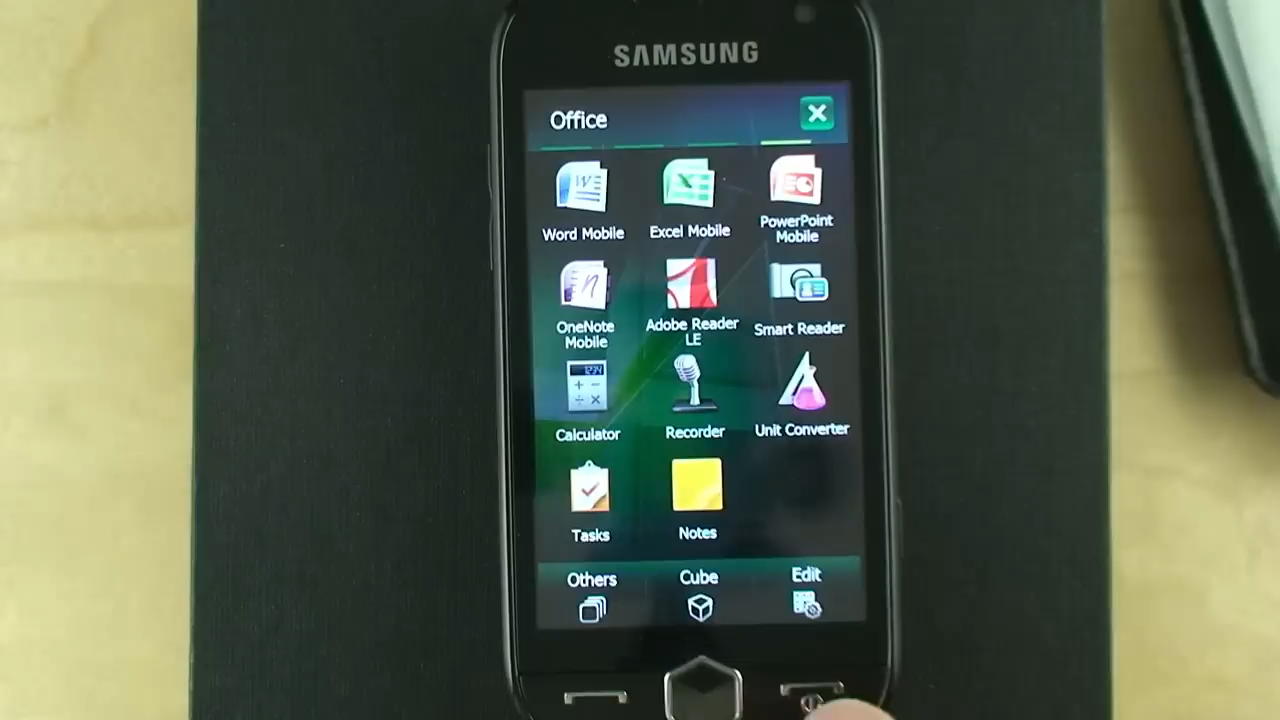 SAMSUNG
Office
Word Mobile
Excel Mobile
PowerPoint
Mobile
OneNote
Mobile
Adobe Reader
LE
Smart Reader
1234
Calculator
Recorder
Unit Converter
Tasks
Notes
Others
Cube
Edit